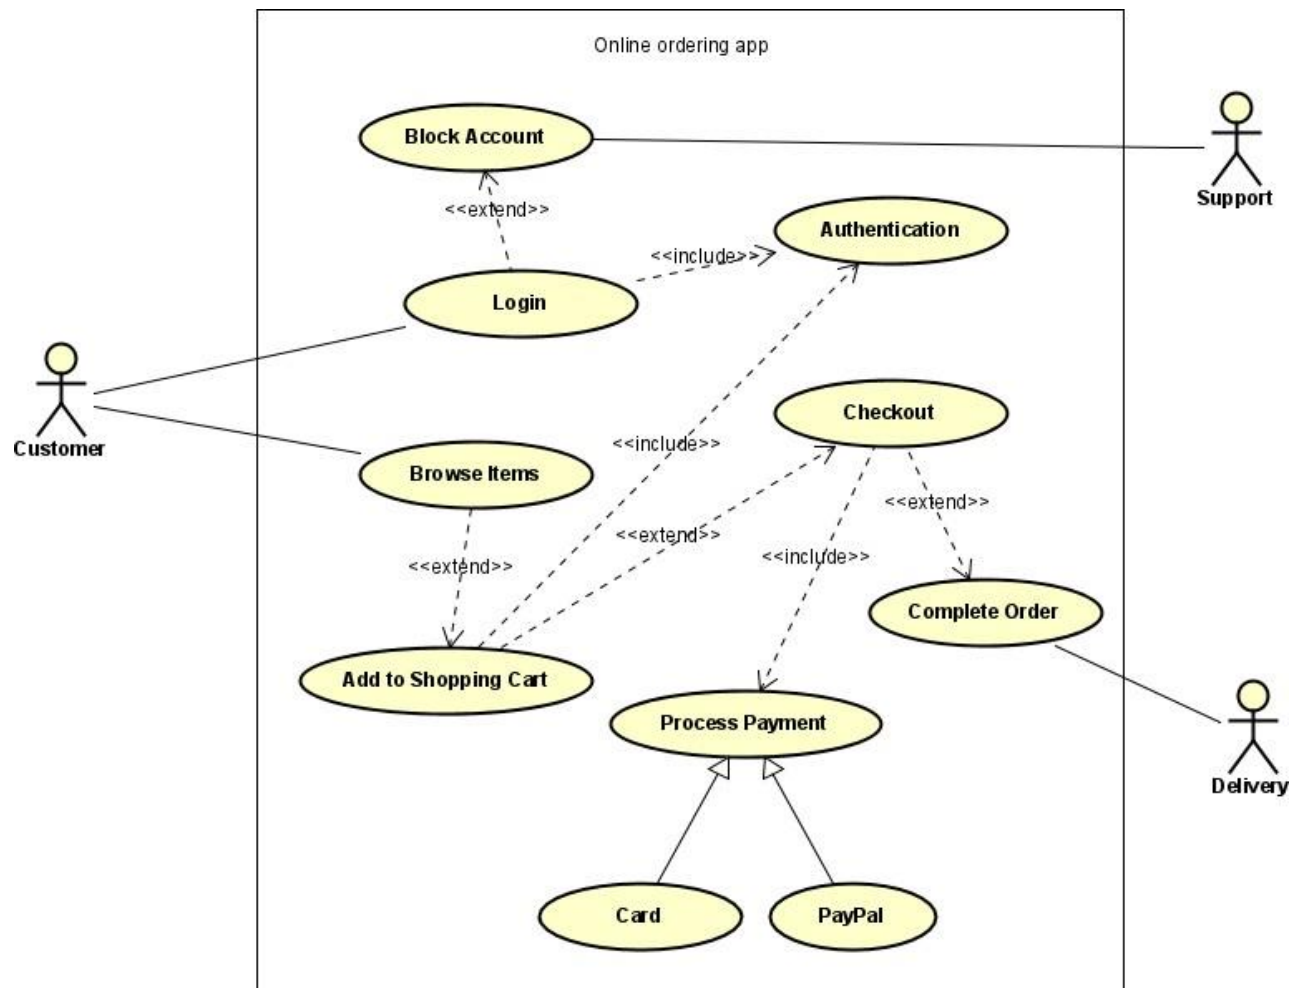 Online ordering app
Block Account
Support
<<extend>>
Authentication
<<include>>
Login
Customer
Checkout
<<include>>
Browse Items
<<extend>>
<<extend>>
<<include>>
<<extend>>
Complete Order
Add to Shopping Cart
Process Payment
Delivery
Card
PayPal